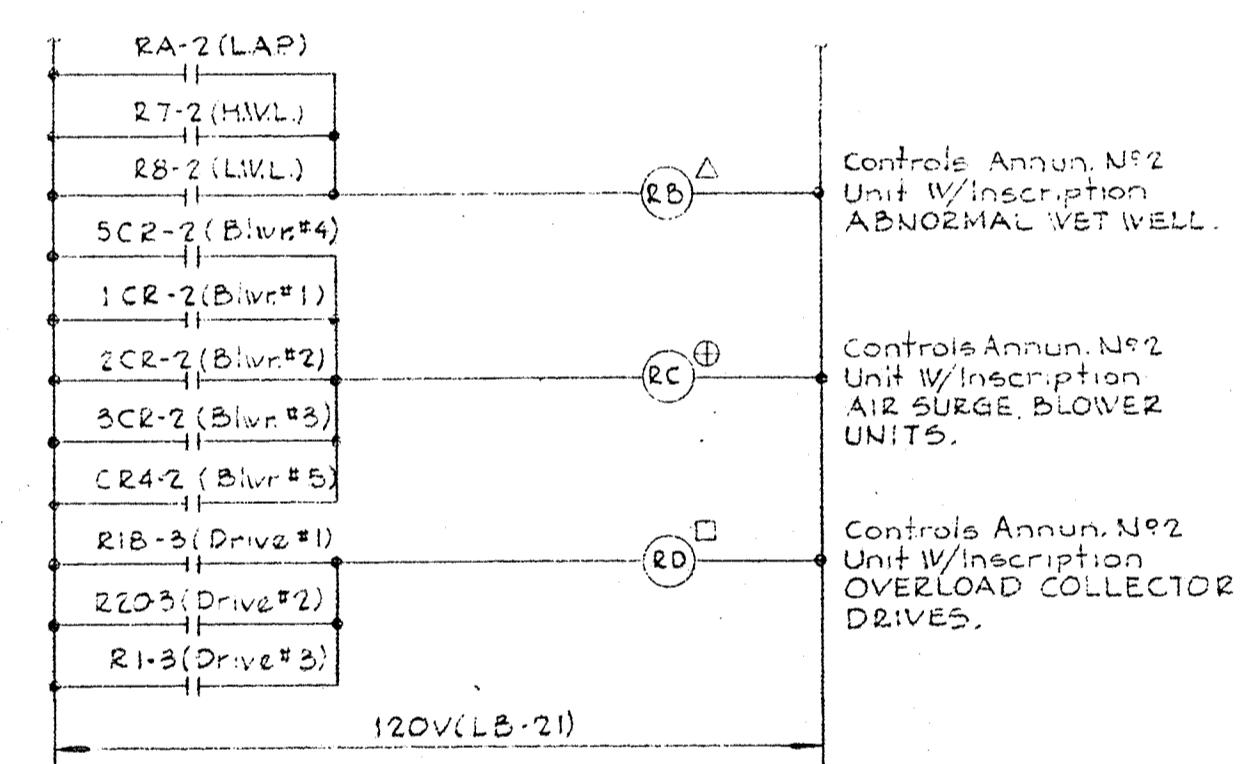 RA-2 (L.A.P)
R7-2 (H.W.L.)
R8-2 (L.W.L.)
RB
Controls Annun. Nº2
Unit W/Inscription
ABNORMAL WET WELL.
5CR-2 (Blwr.#4)
1CR-2 (Blwr.#1)
2CR-2 (Blwr.#2)
RC
Controls Annun. Nº2
Unit W/Inscription
AIR SURGE. BLOWER
UNITS.
3CR-2 (Blwr.#3)
CR4-2 (Blwr #5)
R18-3 (Drive #1)
RD
Controls Annun. Nº2
Unit W/Inscription
OVERLOAD COLLECTOR
DRIVES.
R20-3 (Drive #2)
R1-3 (Drive #3)
120V (LB-21)